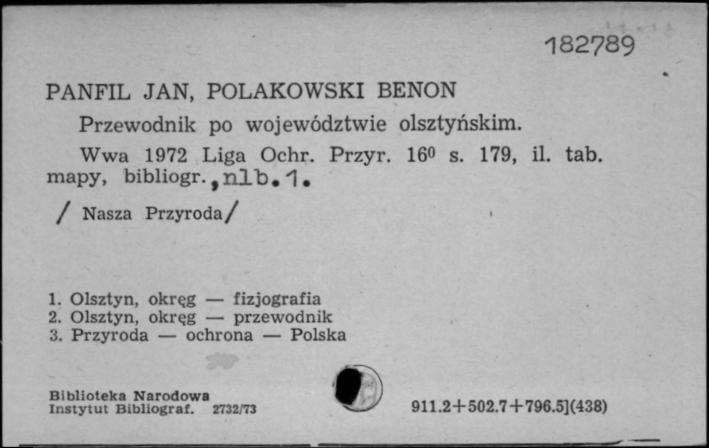 182789
PANFIL JAN, POLAKOWSKI BENON
Przewodnik po województwie olsztyńskim.
Wwa 1972 Liga Ochr. Przyr. 16⁰ s. 179, il. tab.
mapy, bibliogr., nlb. 1.
/ Nasza Przyroda/
1. Olsztyn, okręg — fizjografia
2. Olsztyn, okręg — przewodnik
3. Przyroda — ochrona — Polska
Biblioteka Narodowa
Instytut Bibliograf. 2732/73
911.2+502.7+796.5](438)